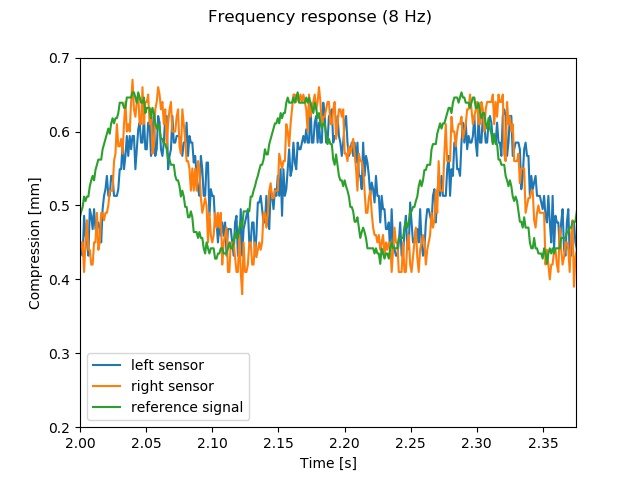 Frequency response (8 Hz)
0.7
0.6
0.5
0.4
0.3
0.2
Compression [mm]
left sensor
right sensor
reference signal
2.00 2.05 2.10 2.15 2.20 2.25 2.30 2.35
Time [s]